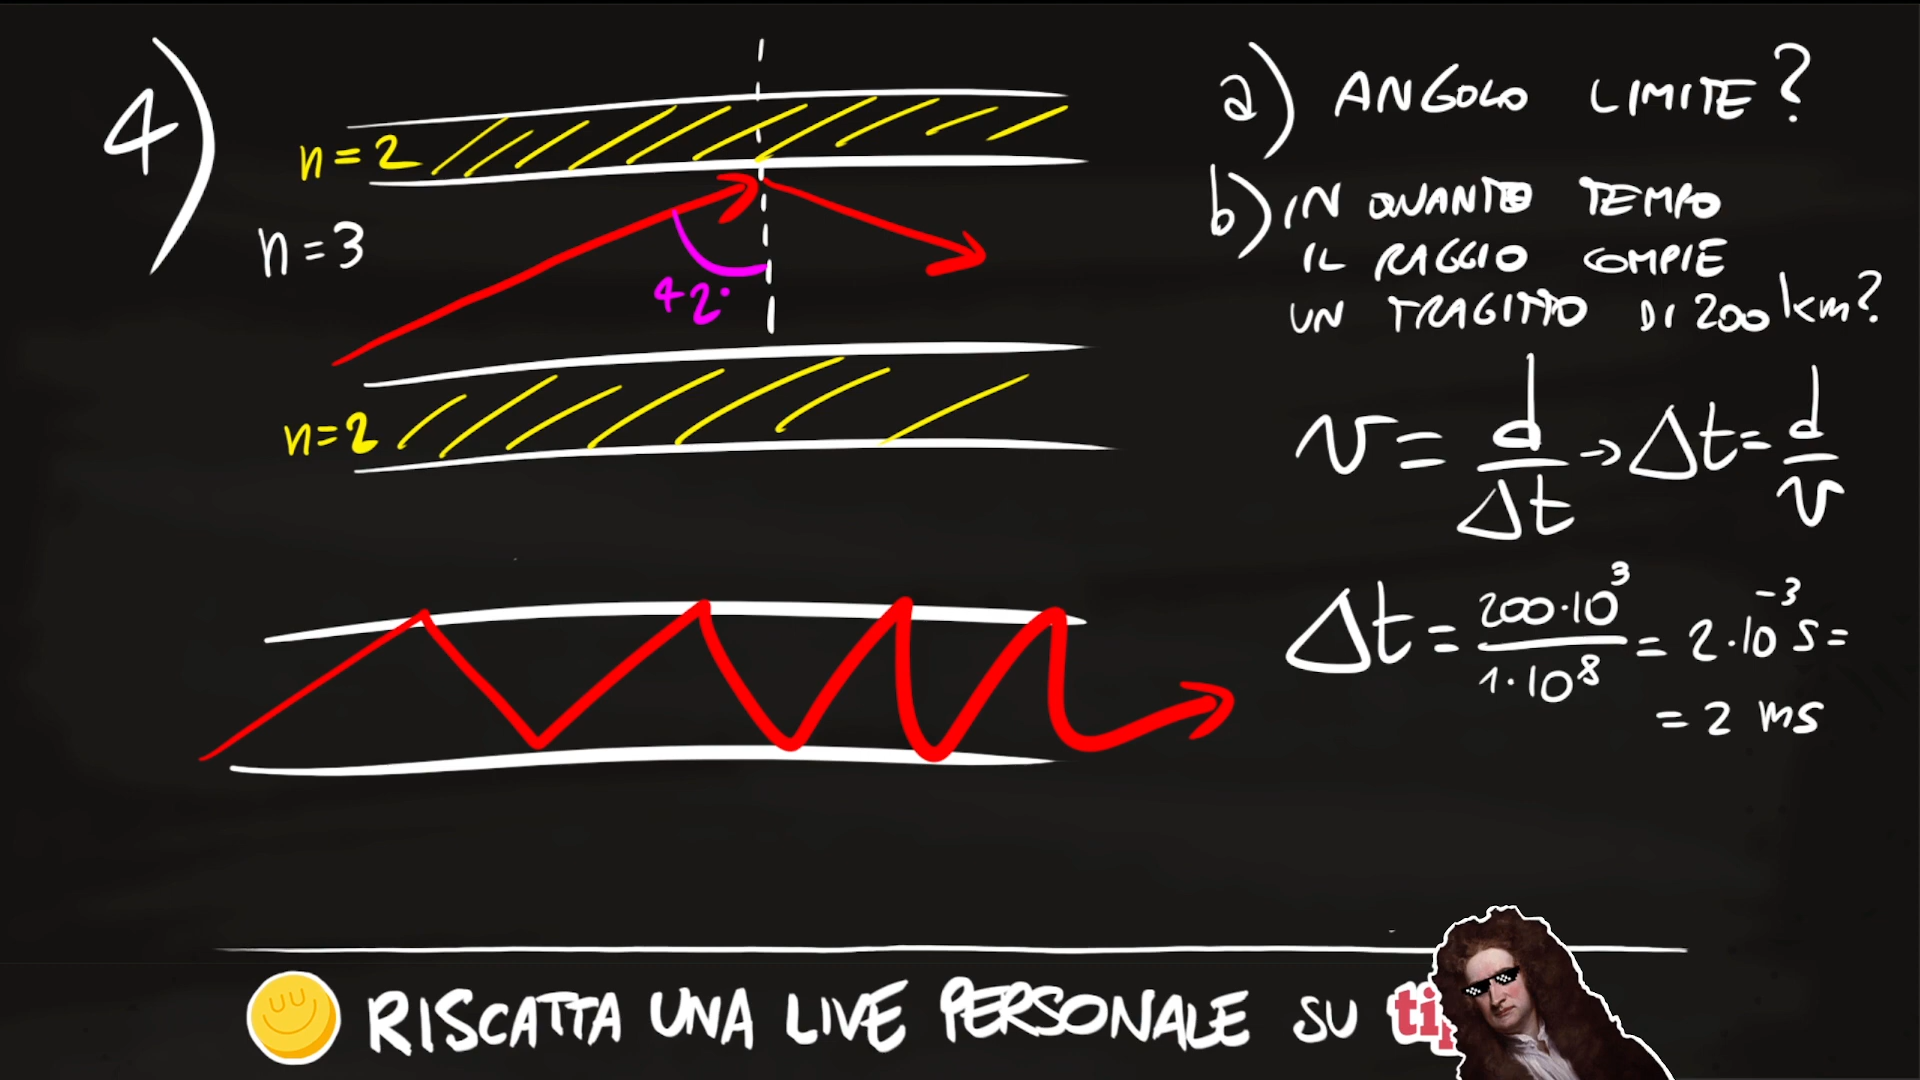 4)
n=2
n=3
42°
n=2
a) ANGOLO LIMITE?
b) IN QUANTO TEMPO
IL RAGGIO COMPIE
UN TRAGITTO DI 200 km?
v = d/Δt → Δt = d/v
Δt = 200·10³/1·10⁸ = 2·10⁻³ s =
= 2 ms
RISCATTA UNA LIVE PERSONALE SU